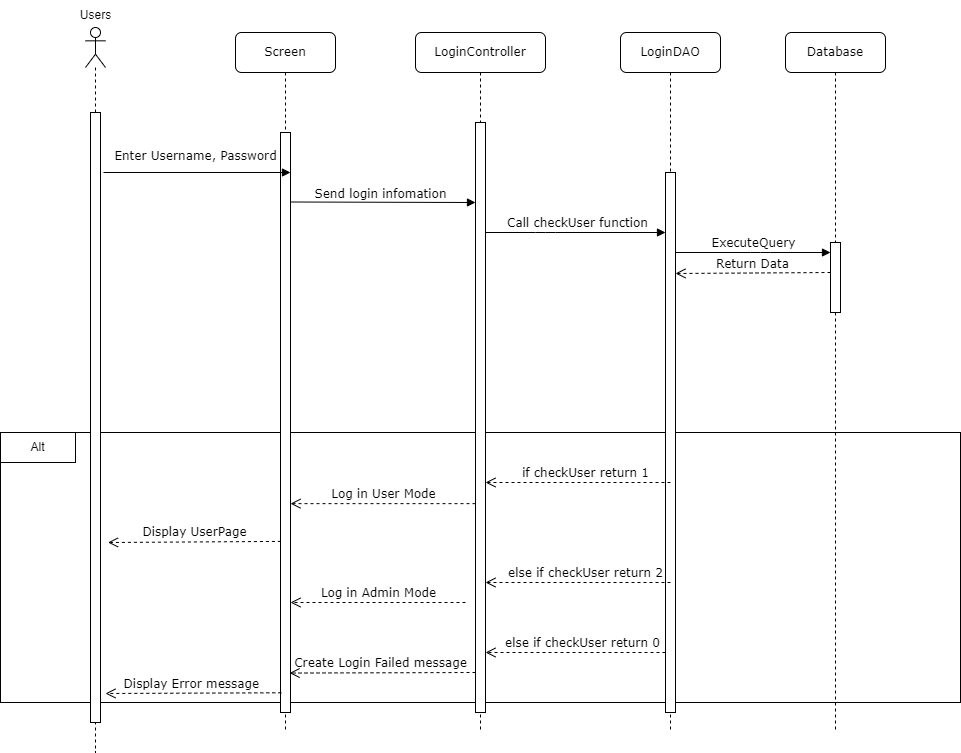 Users
Screen
LoginController
LoginDAO
Database
Enter Username, Password
Send login infomation
Call checkUser function
ExecuteQuery
Return Data
Alt
if checkUser return 1
Log in User Mode
Display UserPage
else if checkUser return 2
Log in Admin Mode
else if checkUser return 0
Create Login Failed message
Display Error message